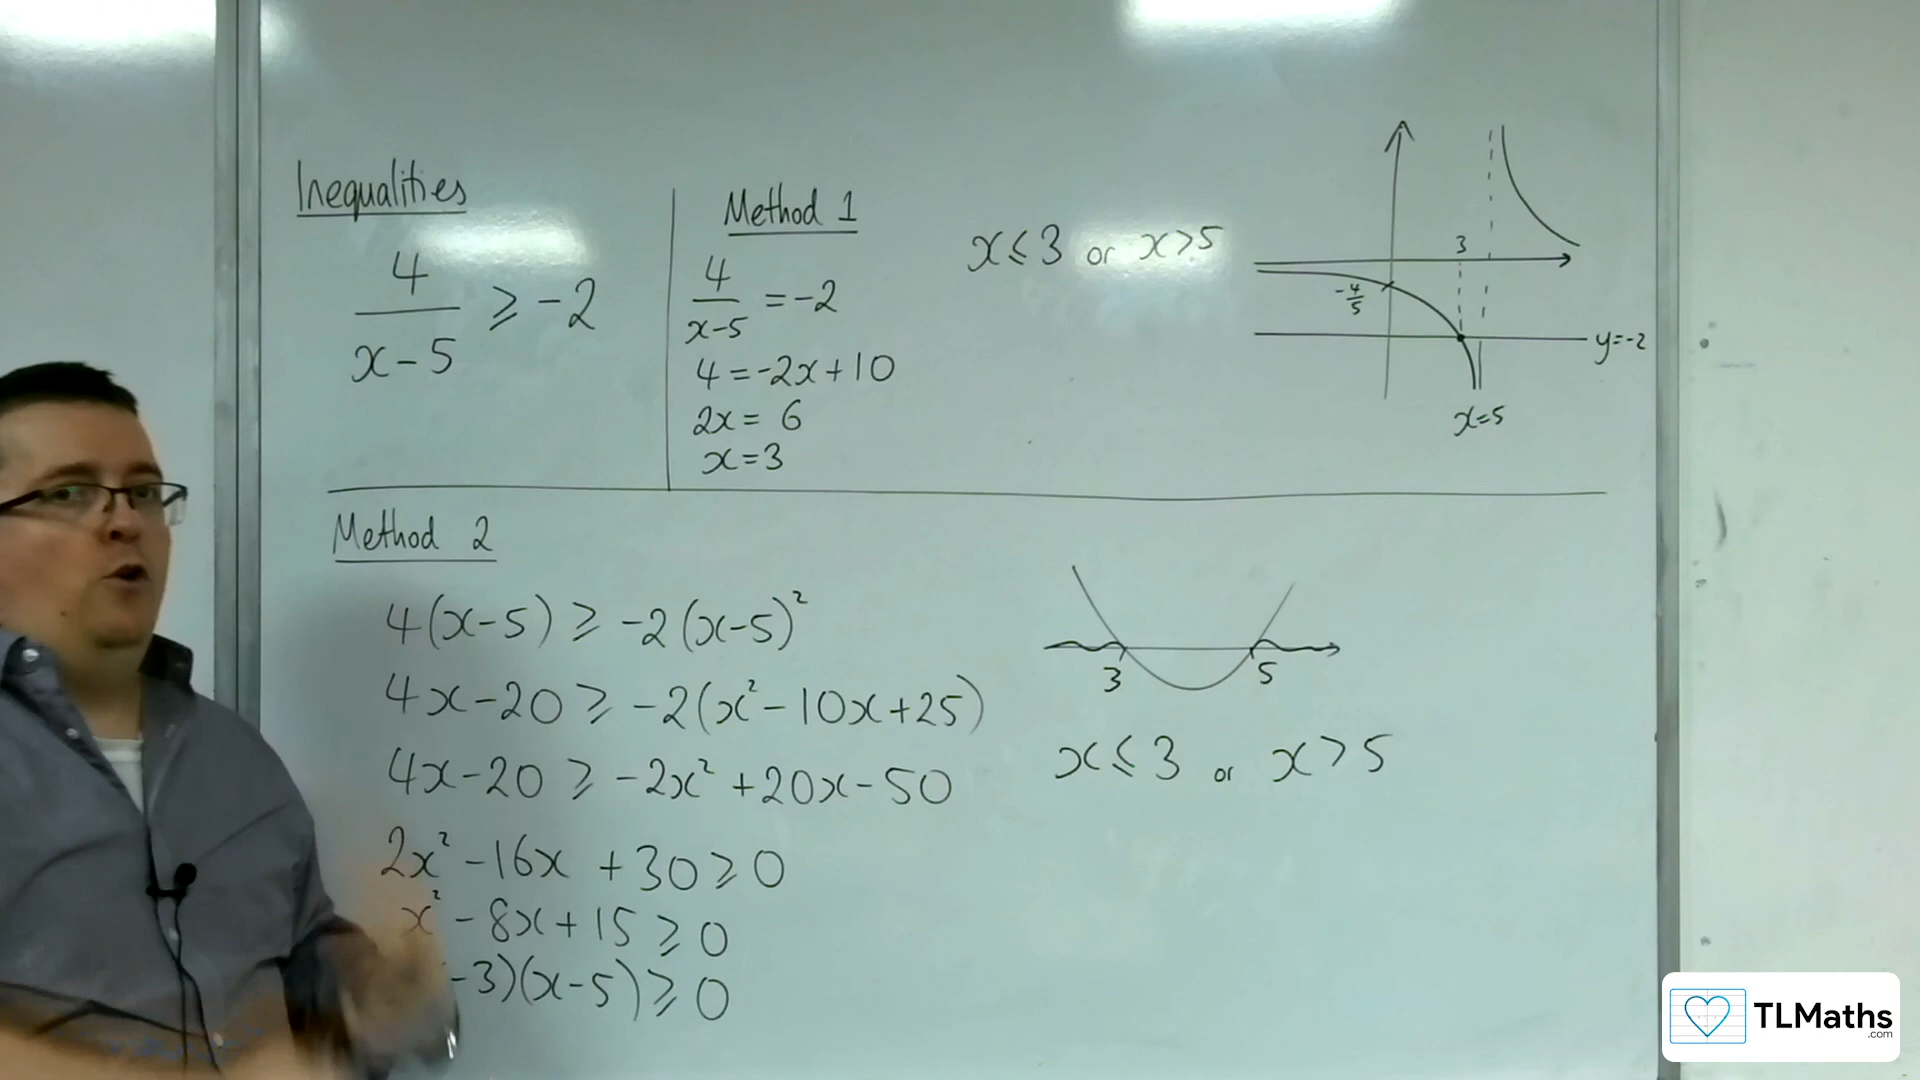 Inequalities
4/(x-5) ⩾ -2
Method 1
4/(x-5) = -2
4 = -2x + 10
2x = 6
x = 3
x ⩽ 3 or x > 5
3
-4/5
y = -2
x = 5
Method 2
4(x-5) ⩾ -2(x-5)²
4x - 20 ⩾ -2(x² - 10x + 25)
4x - 20 ⩾ -2x² + 20x - 50
2x² - 16x + 30 ⩾ 0
x² - 8x + 15 ⩾ 0
-3)(x-5) ⩾ 0
3 5
x ⩽ 3 or x > 5
TLMaths
.com